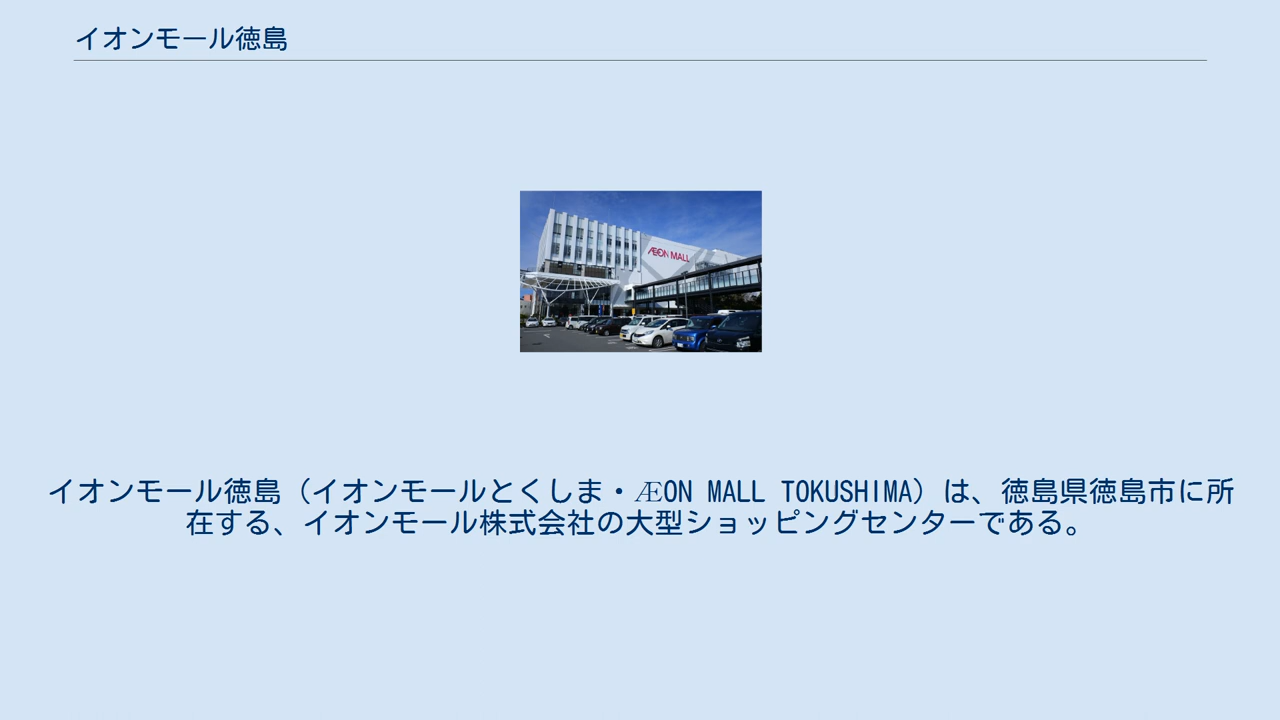 イオンモール徳島
ÆON MALL
イオンモール徳島（イオンモールとくしま・ÆON MALL TOKUSHIMA）は、徳島県徳島市に所
在する、イオンモール株式会社の大型ショッピングセンターである。